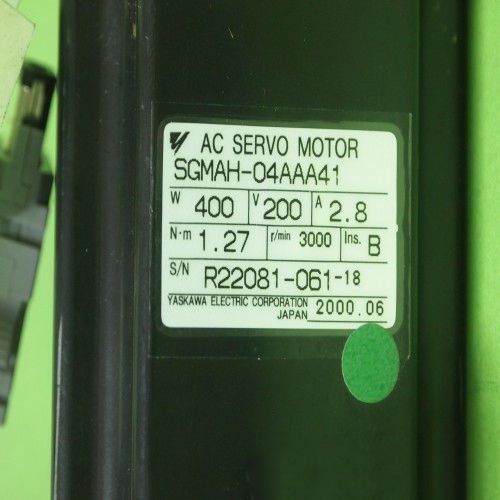 AC SERVO MOTOR
SGMAH-04AAA41
W 400 V 200 A 2.8
N·m 1.27 r/min 3000 Ins. B
S/N R22081-061-18
YASKAWA ELECTRIC CORPORATION
JAPAN 2000.06